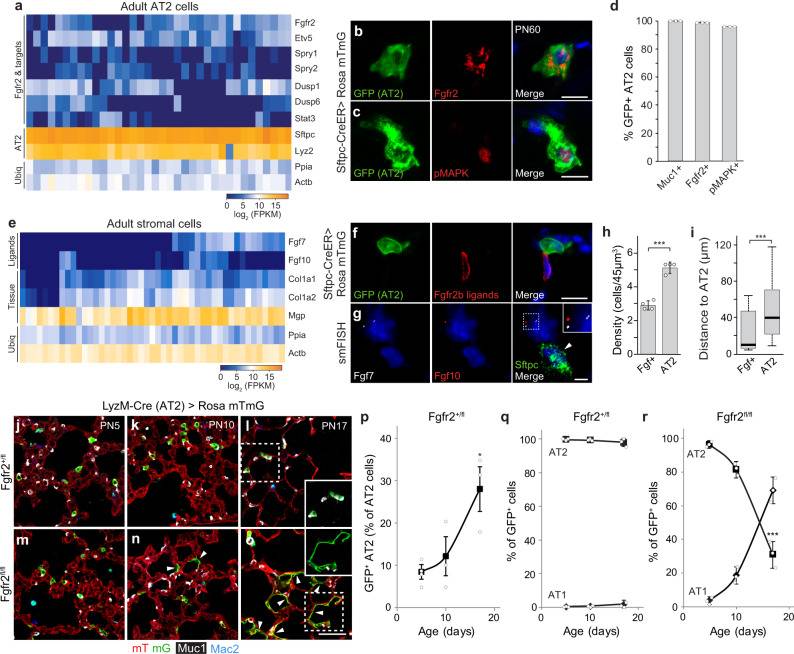 a Adult AT2 cells
Fgfr2 & targets
Fgfr2
Etv5
Spry1
Spry2
Dusp1
Dusp6
Stat3
AT2
Sftpc
Lyz2
Ubiq
Ppia
Actb
0 5 10 15
log2 (FPKM)
Sftpc-CreER> Rosa mTmG
b
GFP (AT2)
Fgfr2
PN60
Merge
c
GFP (AT2)
pMAPK
Merge
d
% GFP+ AT2 cells
100
80
60
40
20
0
Muc1+
Fgfr2+
pMAPK+
e Adult stromal cells
Ligands
Fgf7
Fgf10
Tissue
Col1a1
Col1a2
Mgp
Ubiq
Ppia
Actb
0 5 10 15
log2 (FPKM)
Sftpc-CreER> Rosa mTmG
f
GFP (AT2)
Fgfr2b ligands
Merge
smFISH
g
Fgf7
Fgf10
Sftpc
Merge
h
Density (cells/45µm³)
6
4
2
0
***
Fgf+
AT2
i
Distance to AT2 (µm)
120
80
40
0
***
Fgf+
AT2
LyzM-Cre (AT2) > Rosa mTmG
Fgfr2+/fl
j PN5
k PN10
l PN17
Fgfr2fl/fl
m
n
o
mT mG Muc1 Mac2
p Fgfr2+/fl
GFP+ AT2 (% of AT2 cells)
40
30
20
10
0
*
0 5 10 15 20
Age (days)
q Fgfr2+/fl
% of GFP+ cells
100
80
60
40
20
0
AT2
AT1
0 10 20
Age (days)
r Fgfr2fl/fl
% of GFP+ cells
100
80
60
40
20
0
AT2
AT1
***
0 10 20
Age (days)